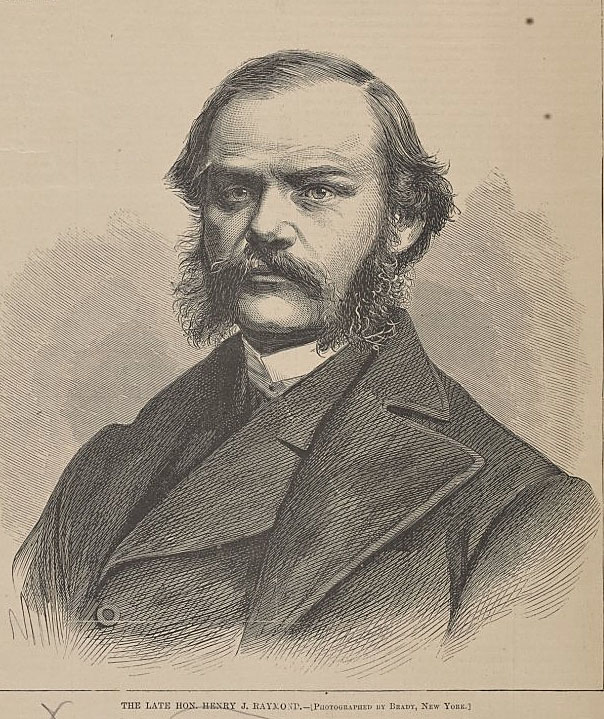 THE LATE HON. HENRY J. RAYMOND.—[Photographed by Brady, New York.]